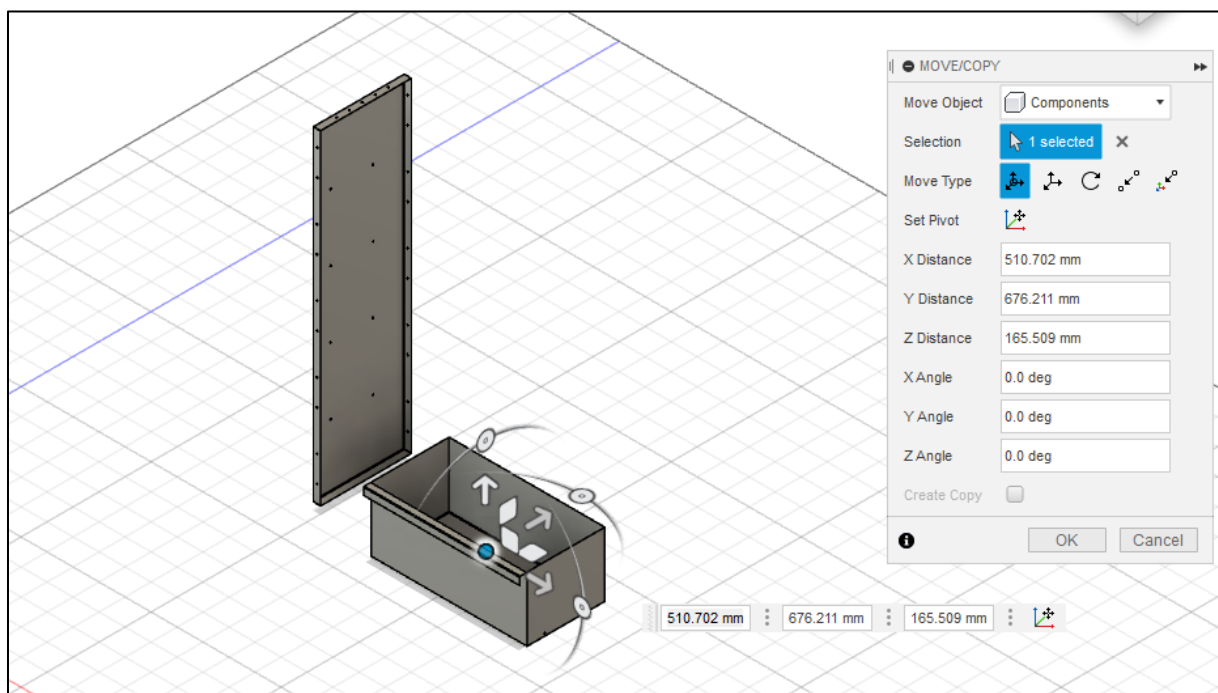 MOVE/COPY
Move Object Components
Selection 1 selected
Move Type
Set Pivot
X Distance 510.702 mm
Y Distance 676.211 mm
Z Distance 165.509 mm
X Angle 0.0 deg
Y Angle 0.0 deg
Z Angle 0.0 deg
Create Copy
OK Cancel
510.702 mm 676.211 mm 165.509 mm